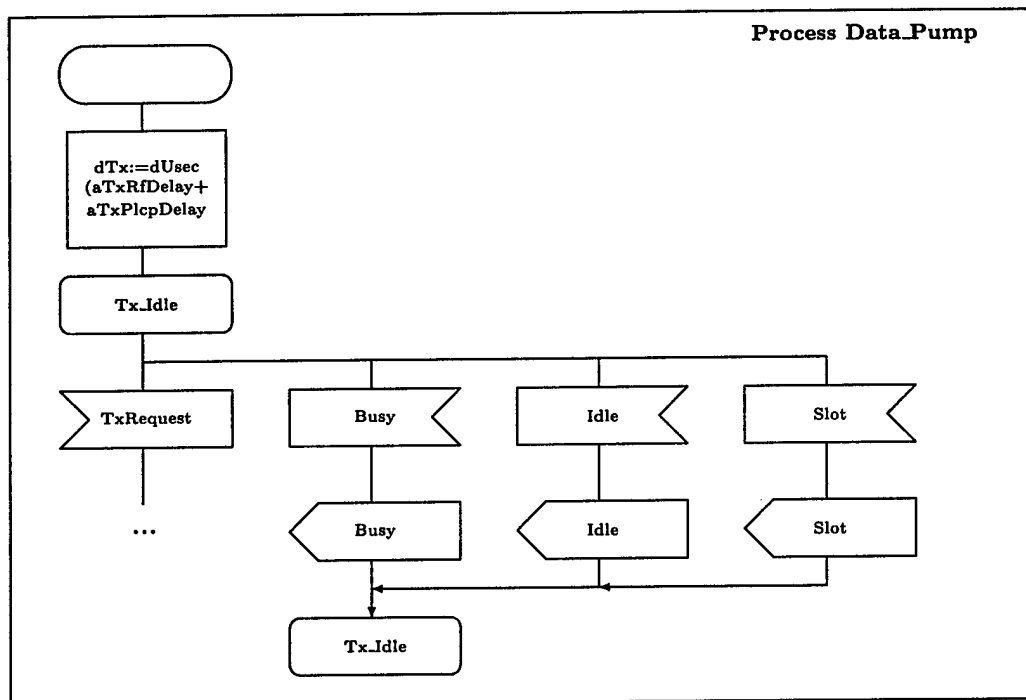 Process Data_Pump
dTx:=dUsec
(aTxRfDelay+
aTxPlcpDelay
Tx_Idle
TxRequest
Busy
Idle
Slot
...
Busy
Idle
Slot
Tx_Idle